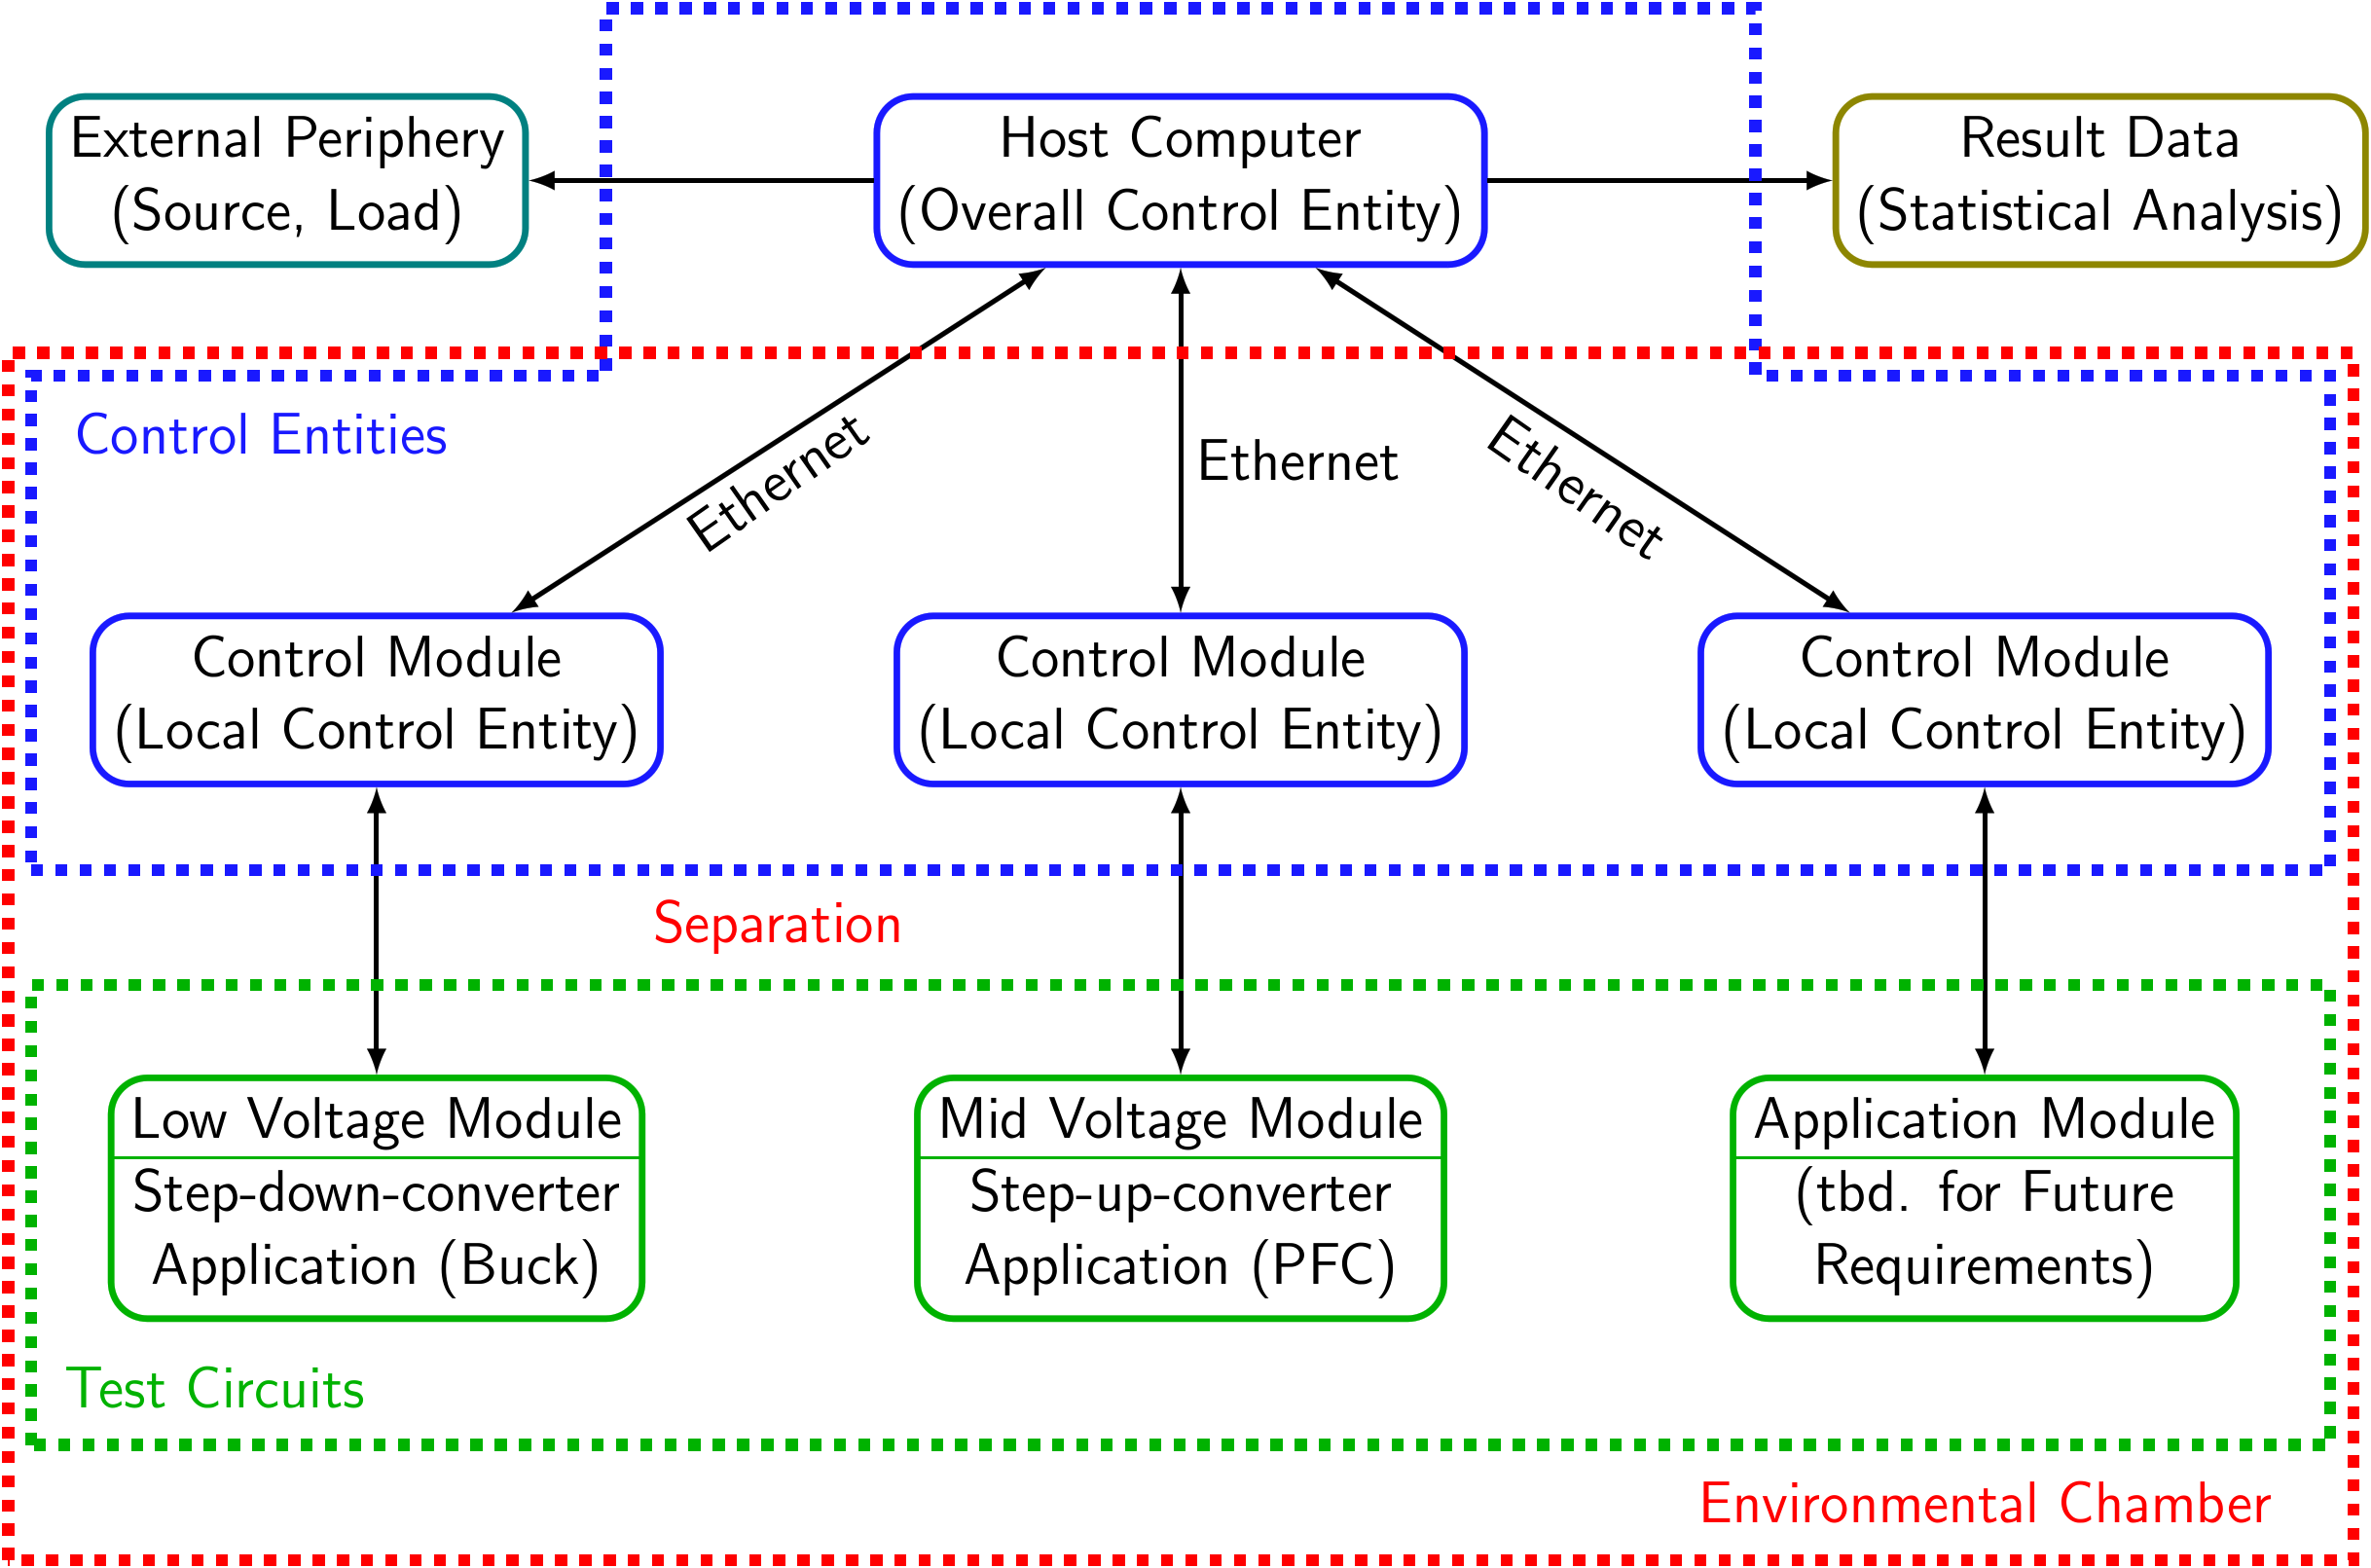 External Periphery
(Source, Load)
Host Computer
(Overall Control Entity)
Result Data
(Statistical Analysis)
Control Entities
Ethernet
Ethernet
Ethernet
Control Module
(Local Control Entity)
Control Module
(Local Control Entity)
Control Module
(Local Control Entity)
Separation
Low Voltage Module
Step-down-converter
Application (Buck)
Mid Voltage Module
Step-up-converter
Application (PFC)
Application Module
(tbd. for Future
Requirements)
Test Circuits
Environmental Chamber